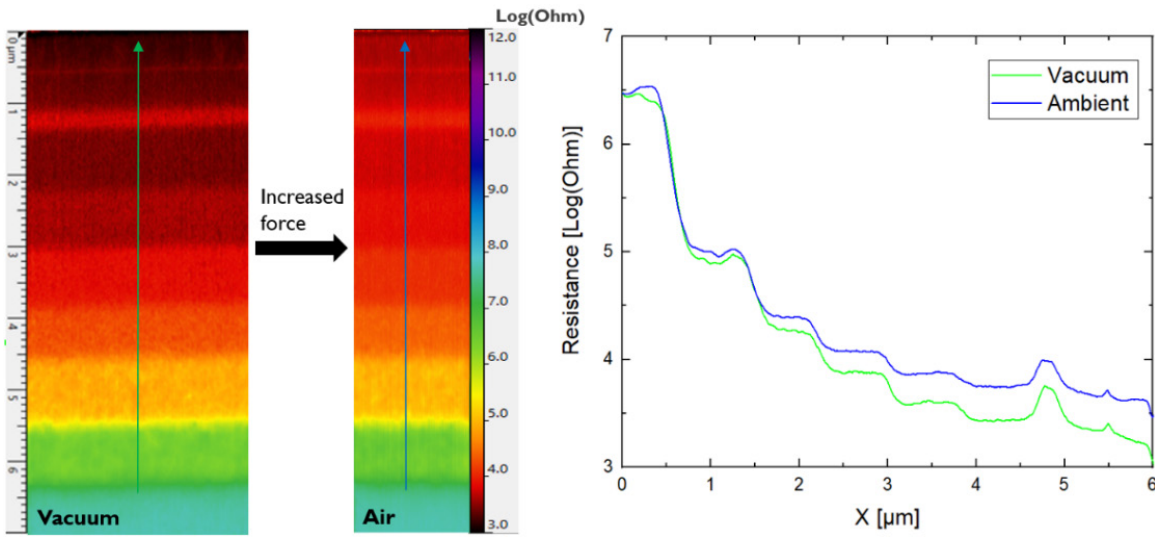 Log(Ohm)
0 µm
1
2
3
4
5
6
Vacuum
Increased
force
Air
12.0
11.0
10.0
9.0
8.0
7.0
6.0
5.0
4.0
3.0
7
6
5
4
3
Resistance [Log(Ohm)]
Vacuum
Ambient
0 1 2 3 4 5 6
X [µm]